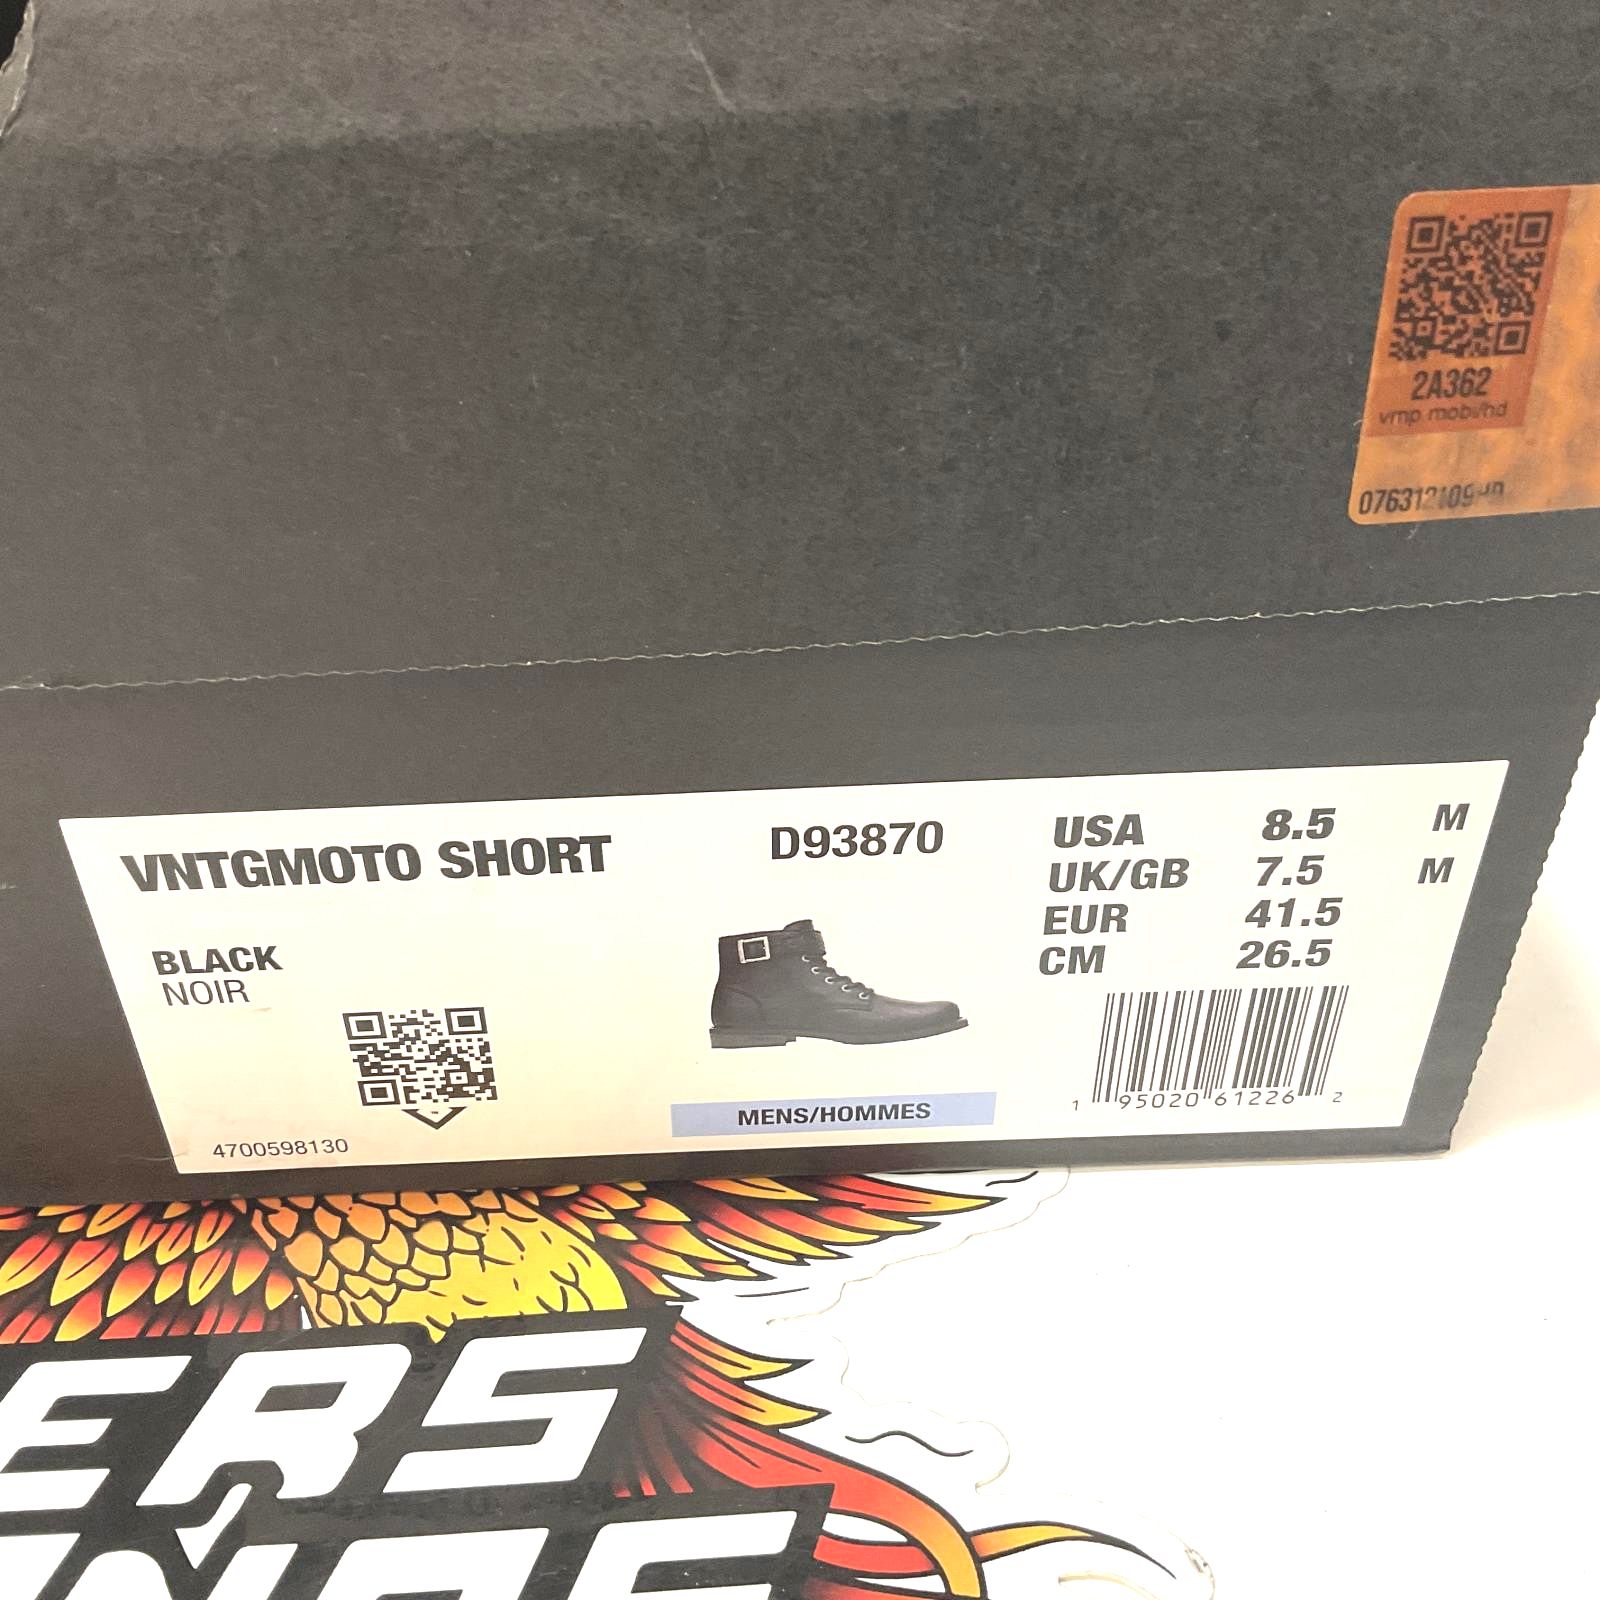 2A362
vmp mobi/hd
VNTGMOTO SHORT
D93870
BLACK
NOIR
4700598130
MENS/HOMMES
USA 8.5 M
UK/GB 7.5 M
EUR 41.5
CM 26.5
1 95020 61226 2
ERS